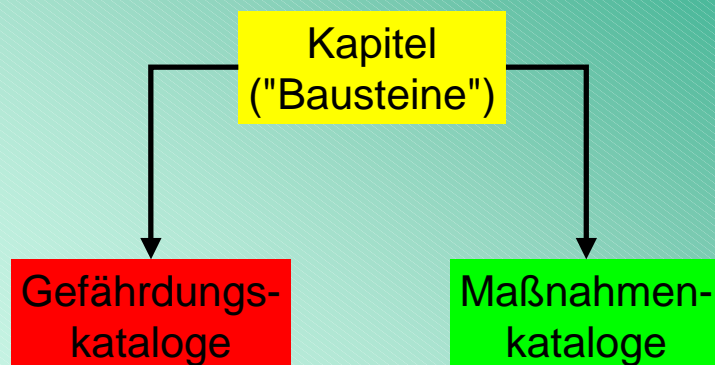 Kapitel
("Bausteine")
Gefährdungs-
kataloge
Maßnahmen-
kataloge